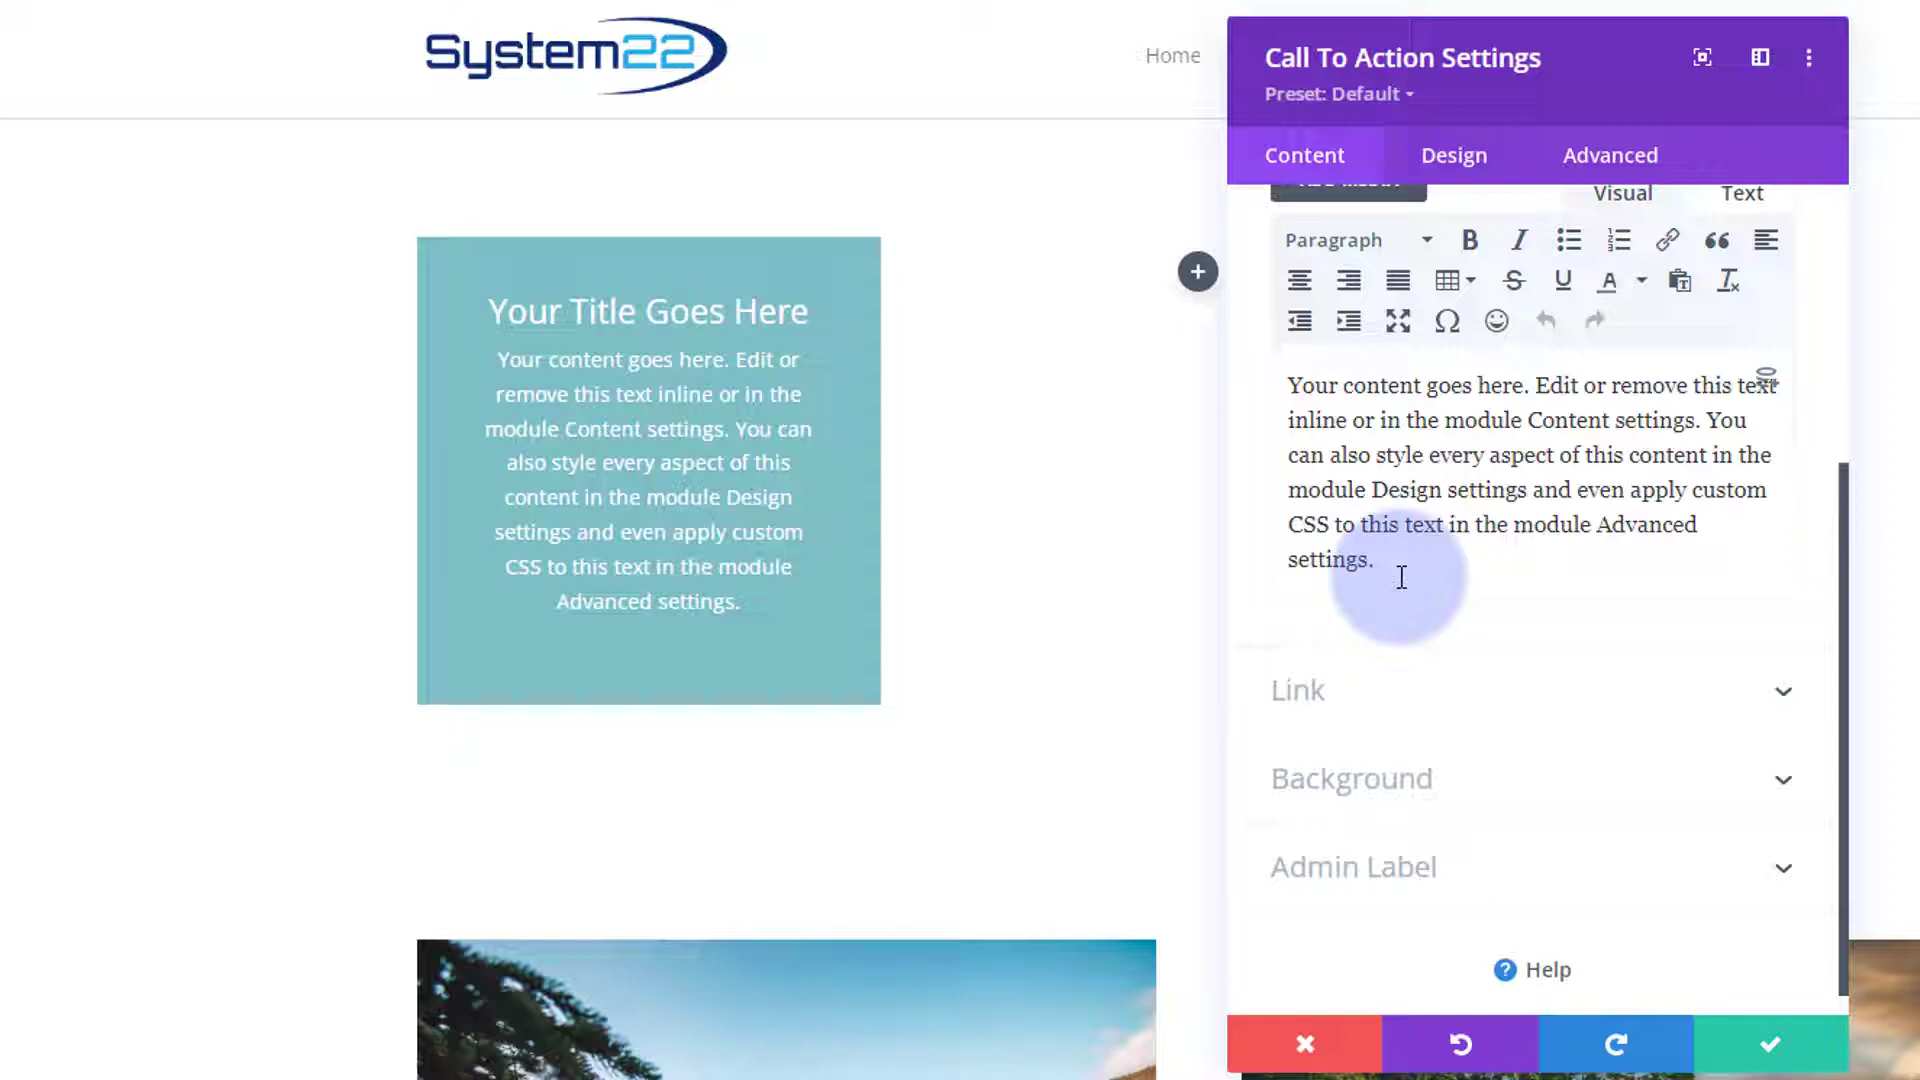 System22
Home
Your Title Goes Here
Your content goes here. Edit or
remove this text inline or in the
module Content settings. You can
also style every aspect of this
content in the module Design
settings and even apply custom
CSS to this text in the module
Advanced settings.
Call To Action Settings
Preset: Default
Content
Design
Advanced
Visual
Text
Paragraph
Your content goes here. Edit or remove this text
inline or in the module Content settings. You
can also style every aspect of this content in the
module Design settings and even apply custom
CSS to this text in the module Advanced
settings.
Link
Background
Admin Label
Help